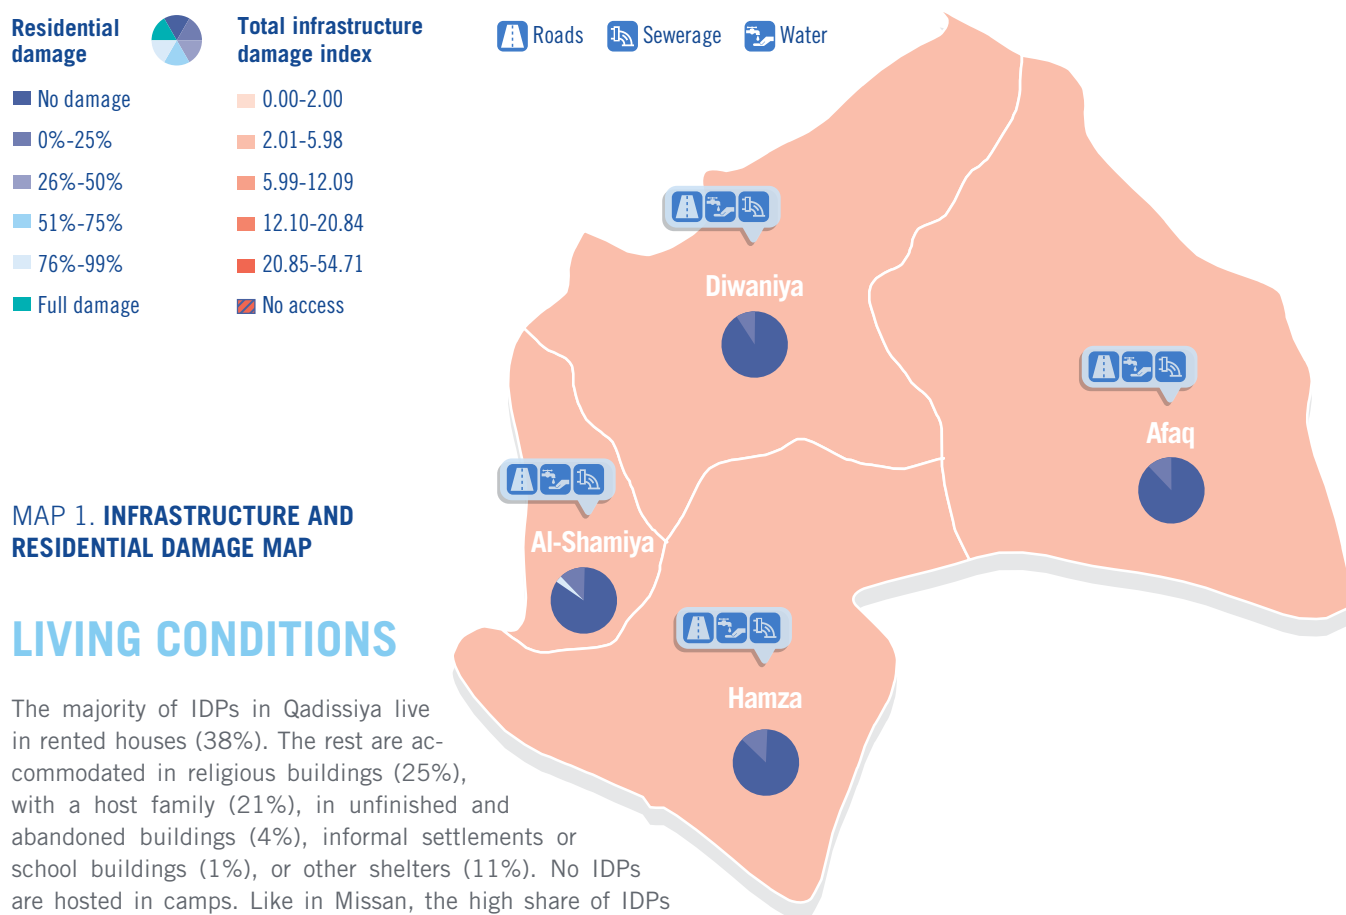 Residential
damage
No damage
0%-25%
26%-50%
51%-75%
76%-99%
Full damage
Total infrastructure
damage index
0.00-2.00
2.01-5.98
5.99-12.09
12.10-20.84
20.85-54.71
No access
Roads
Sewerage
Water
Diwaniya
Afaq
Al-Shamiya
Hamza
MAP 1. INFRASTRUCTURE AND
RESIDENTIAL DAMAGE MAP
LIVING CONDITIONS
The majority of IDPs in Qadissiya live
in rented houses (38%). The rest are ac-
commodated in religious buildings (25%),
with a host family (21%), in unfinished and
abandoned buildings (4%), informal settlements or
school buildings (1%), or other shelters (11%). No IDPs
are hosted in camps. Like in Missan, the high share of IDPs